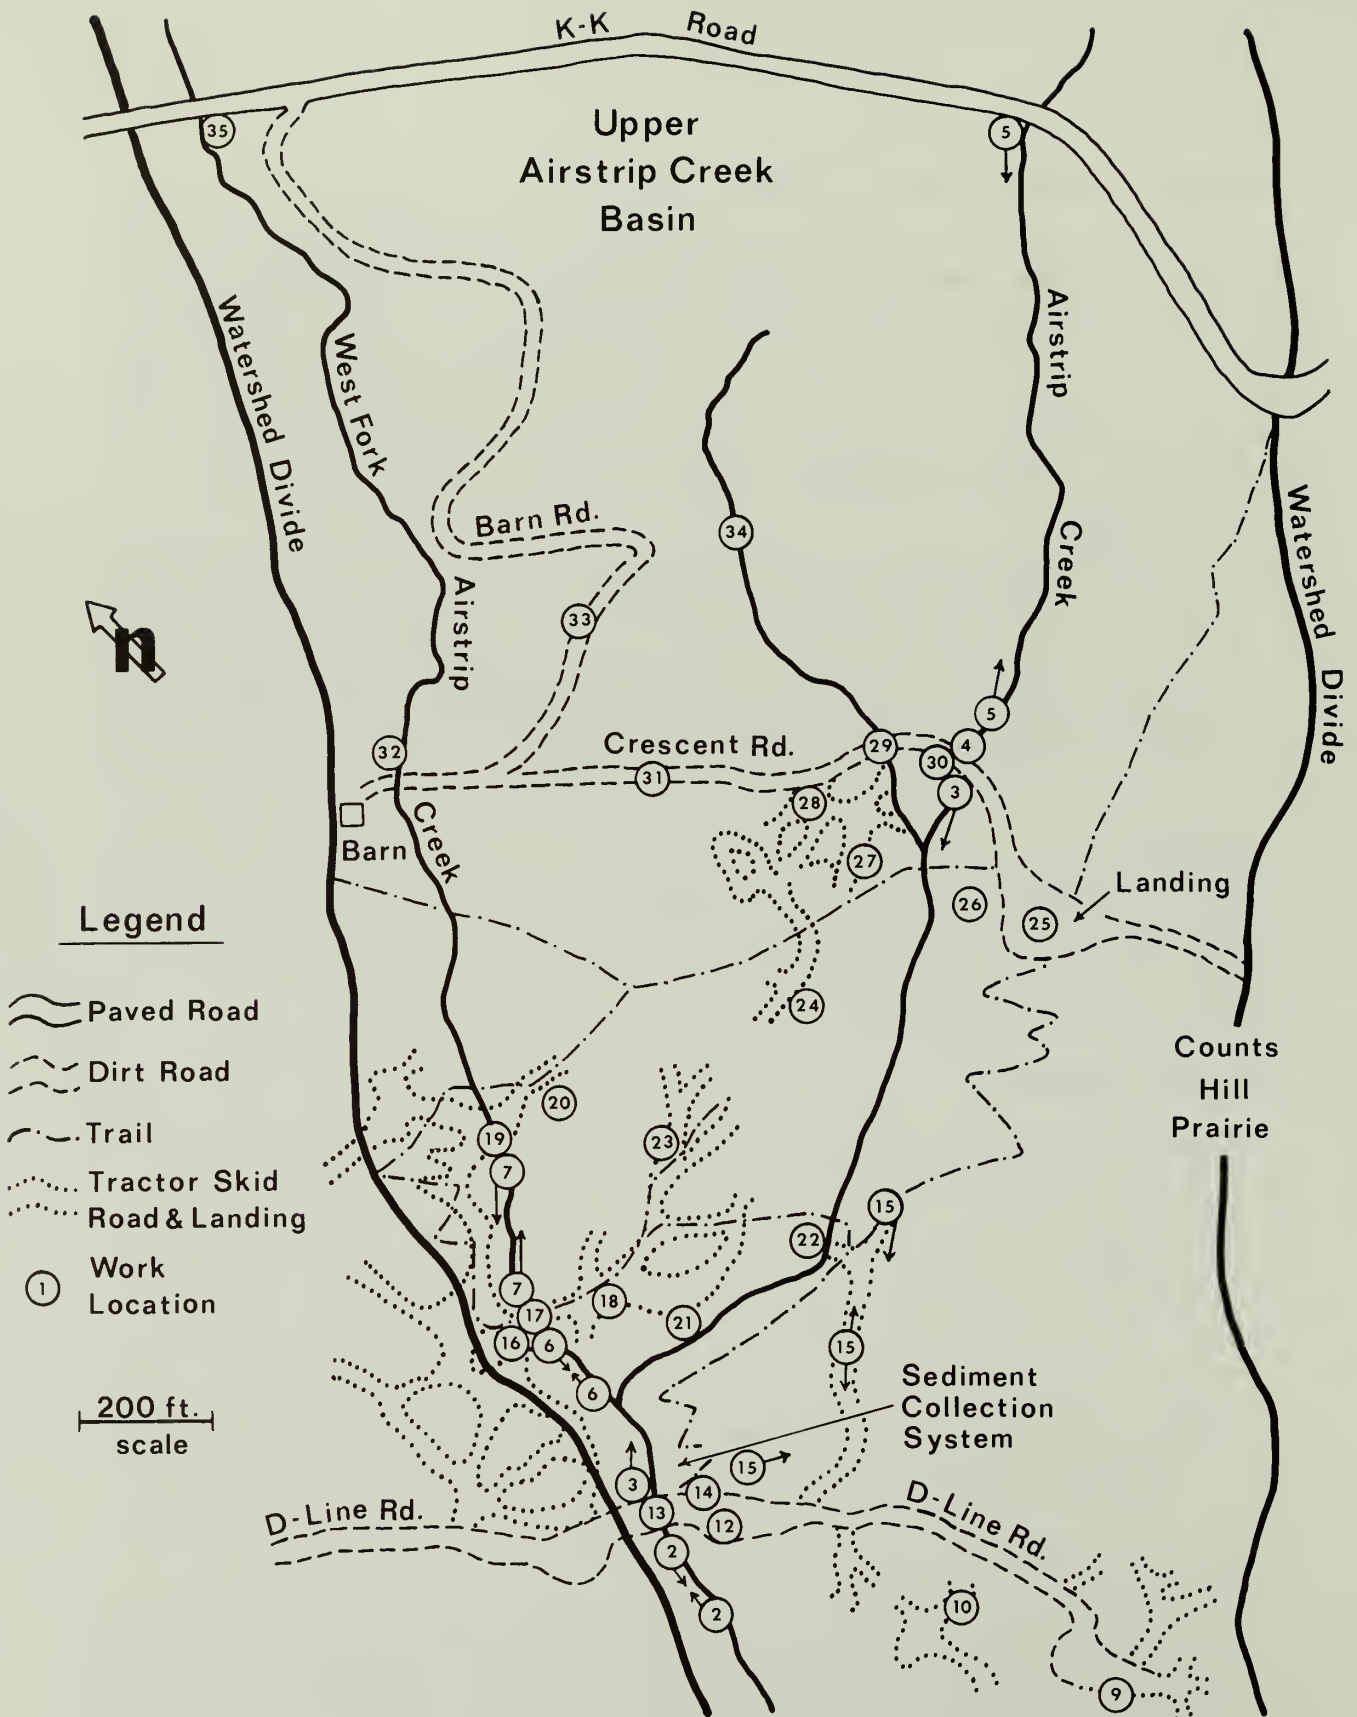 K-K Road
35
5
Upper
Airstrip Creek
Basin
Watershed Divide
West Fork
Airstrip
Creek
Airstrip
Creek
Watershed Divide
Barn Rd.
34
33
n
5
32
Crescent Rd.
29
4
30
31
3
28
Barn
27
Landing
26
25
24
Legend
Paved Road
Dirt Road
Trail
Tractor Skid
Road & Landing
1
Work
Location
200 ft.
scale
Counts
Hill
Prairie
20
19
23
7
15
22
7
18
17
21
16
6
15
6
Sediment
Collection
System
15
3
14
D-Line Rd.
13
12
D-Line Rd.
2
10
2
9